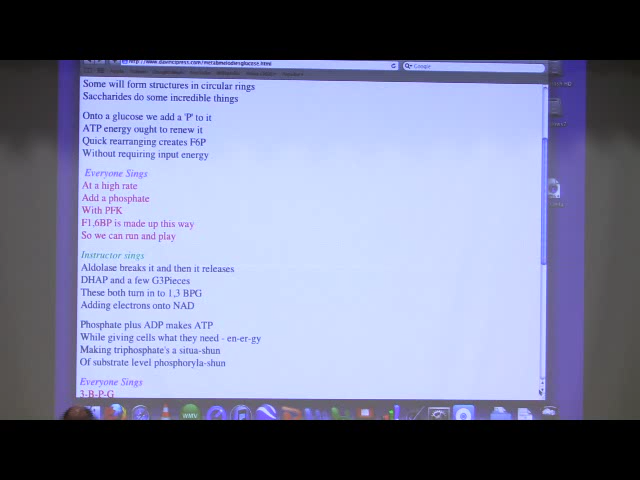 Google
Some will form structures in circular rings
Saccharides do some incredible things
Onto a glucose we add a 'P' to it
ATP energy ought to renew it
Quick rearranging creates F6P
Without requiring input energy
Everyone Sings
At a high rate
Add a phosphate
With PFK
F1,6BP is made up this way
So we can run and play
Instructor sings
Aldolase breaks it and then it releases
DHAP and a few G3Pieces
These both turn in to 1,3 BPG
Adding electrons onto NAD
Phosphate plus ADP makes ATP
While giving cells what they need - en-er-gy
Making triphosphate's a situa-shun
Of substrate level phosphoryla-shun
Everyone Sings
3-B-P-G
WMV